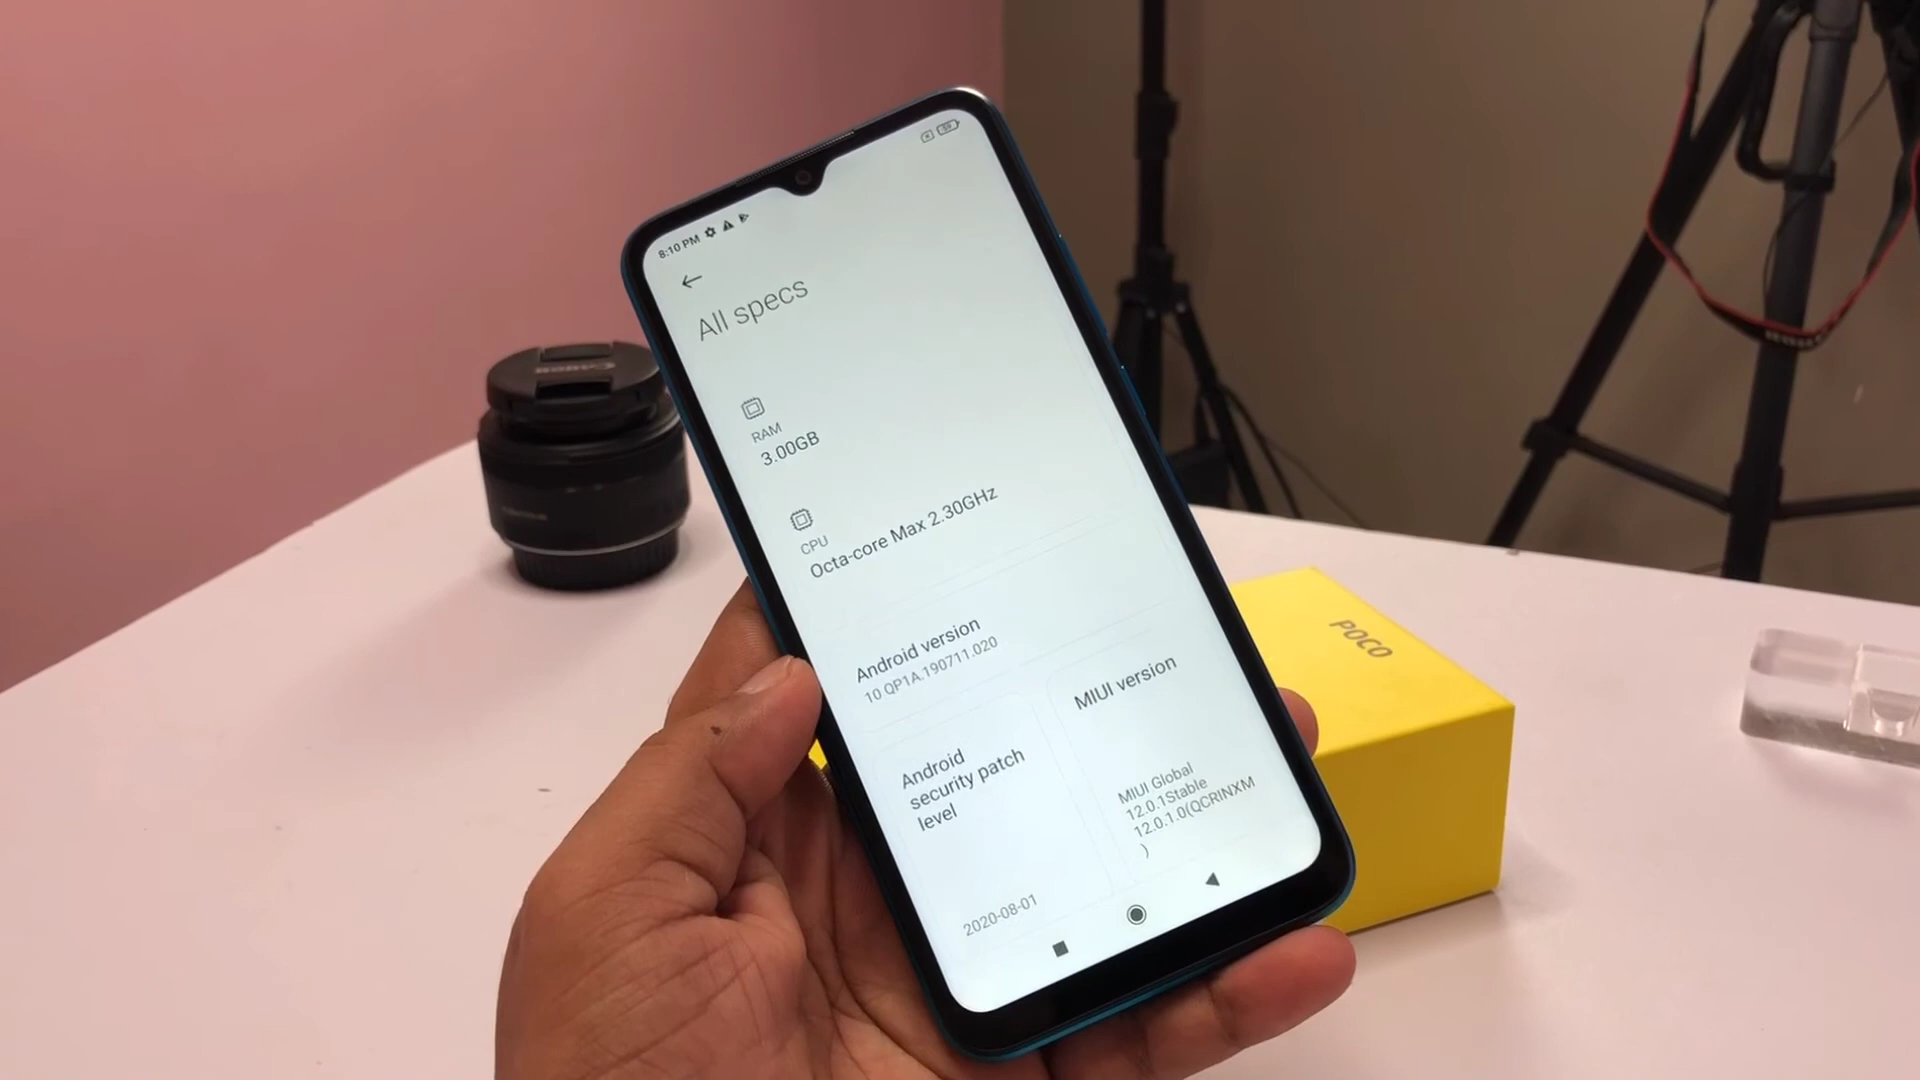 8:10 PM
59
All specs
RAM
3.00GB
CPU
Octa-core Max 2.30GHz
Android version
10 QP1A.190711.020
Android
security patch
level
2020-08-01
MIUI version
MIUI Global
12.0.1Stable
12.0.1.0(QCRINXM
)
POCO
Canon